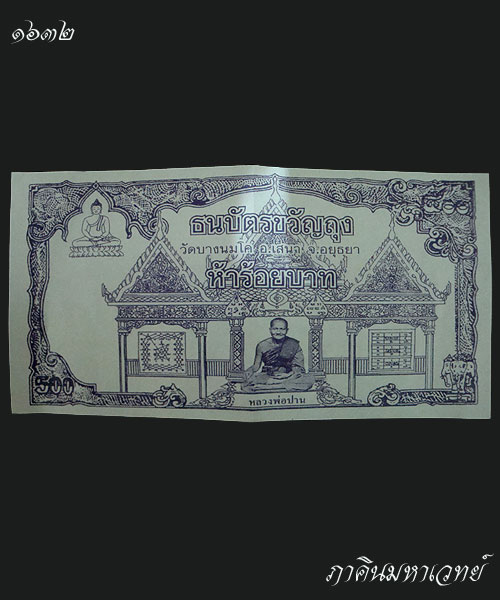 ๑๖๓๒
๕๐๐
ธนบัตรขวัญถุง
วัดบางนมโค อ.เสนา จ.อยุธยา
ห้าร้อยบาท
500
หลวงพ่อปาน
ภาคินมหาเวทย์